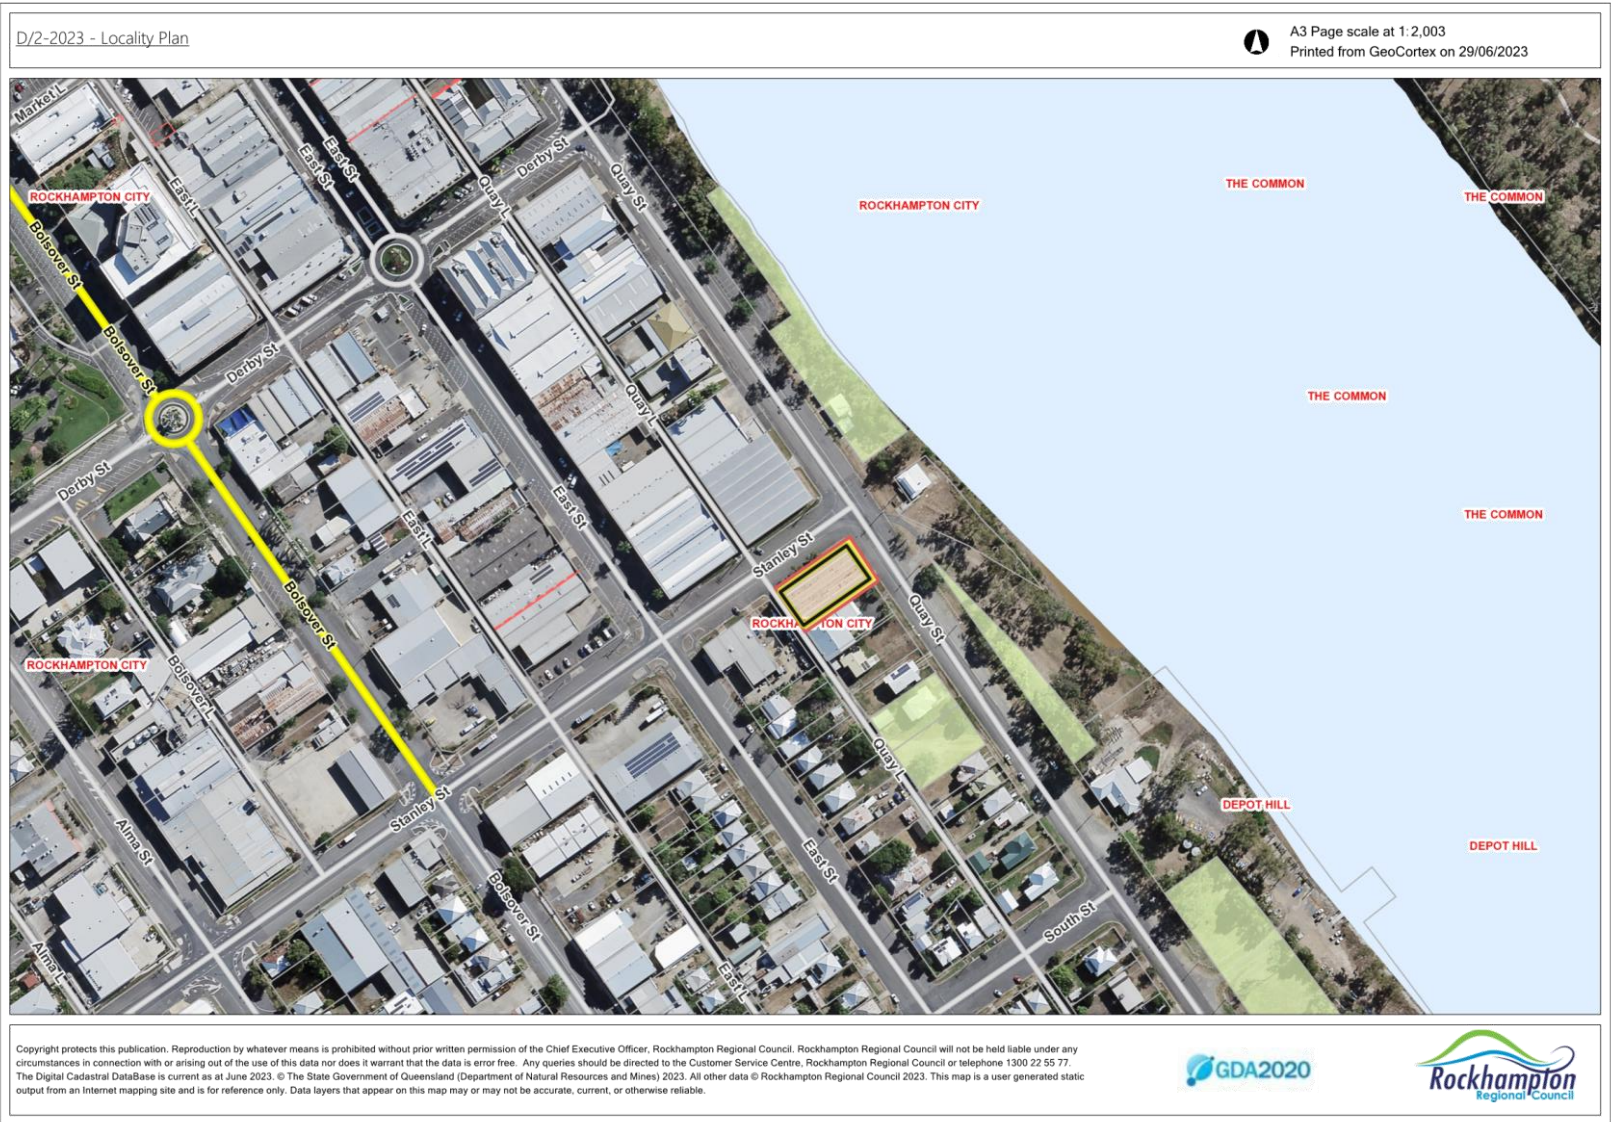 D/2-2023 - Locality Plan
A3 Page scale at 1:2,003
Printed from GeoCortex on 29/06/2023
Market L
East St
East St
Derby St
Quay St
East L
Quay L
ROCKHAMPTON CITY
ROCKHAMPTON CITY
THE COMMON
THE COMMON
Bolsover St
Bolsover St
Derby St
Quay L
THE COMMON
Derby St
East St
East L
THE COMMON
Stanley St
Bolsover St
Quay St
ROCKHA TON CITY
ROCKHAMPTON CITY
Bolsover L
Quay L
Stanley St
DEPOT HILL
Alma St
East St
DEPOT HILL
Bolsover St
South St
Alma L
East L
Copyright protects this publication. Reproduction by whatever means is prohibited without prior written permission of the Chief Executive Officer, Rockhampton Regional Council. Rockhampton Regional Council will not be held liable under any
circumstances in connection with or arising out of the use of this data nor does it warrant that the data is error free. Any queries should be directed to the Customer Service Centre, Rockhampton Regional Council or telephone 1300 22 55 77.
The Digital Cadastral DataBase is current as at June 2023. © The State Government of Queensland (Department of Natural Resources and Mines) 2023. All other data © Rockhampton Regional Council 2023. This map is a user generated static
output from an Internet mapping site and is for reference only. Data layers that appear on this map may or may not be accurate, current, or otherwise reliable.
GDA2020
Rockhampton
Regional Council